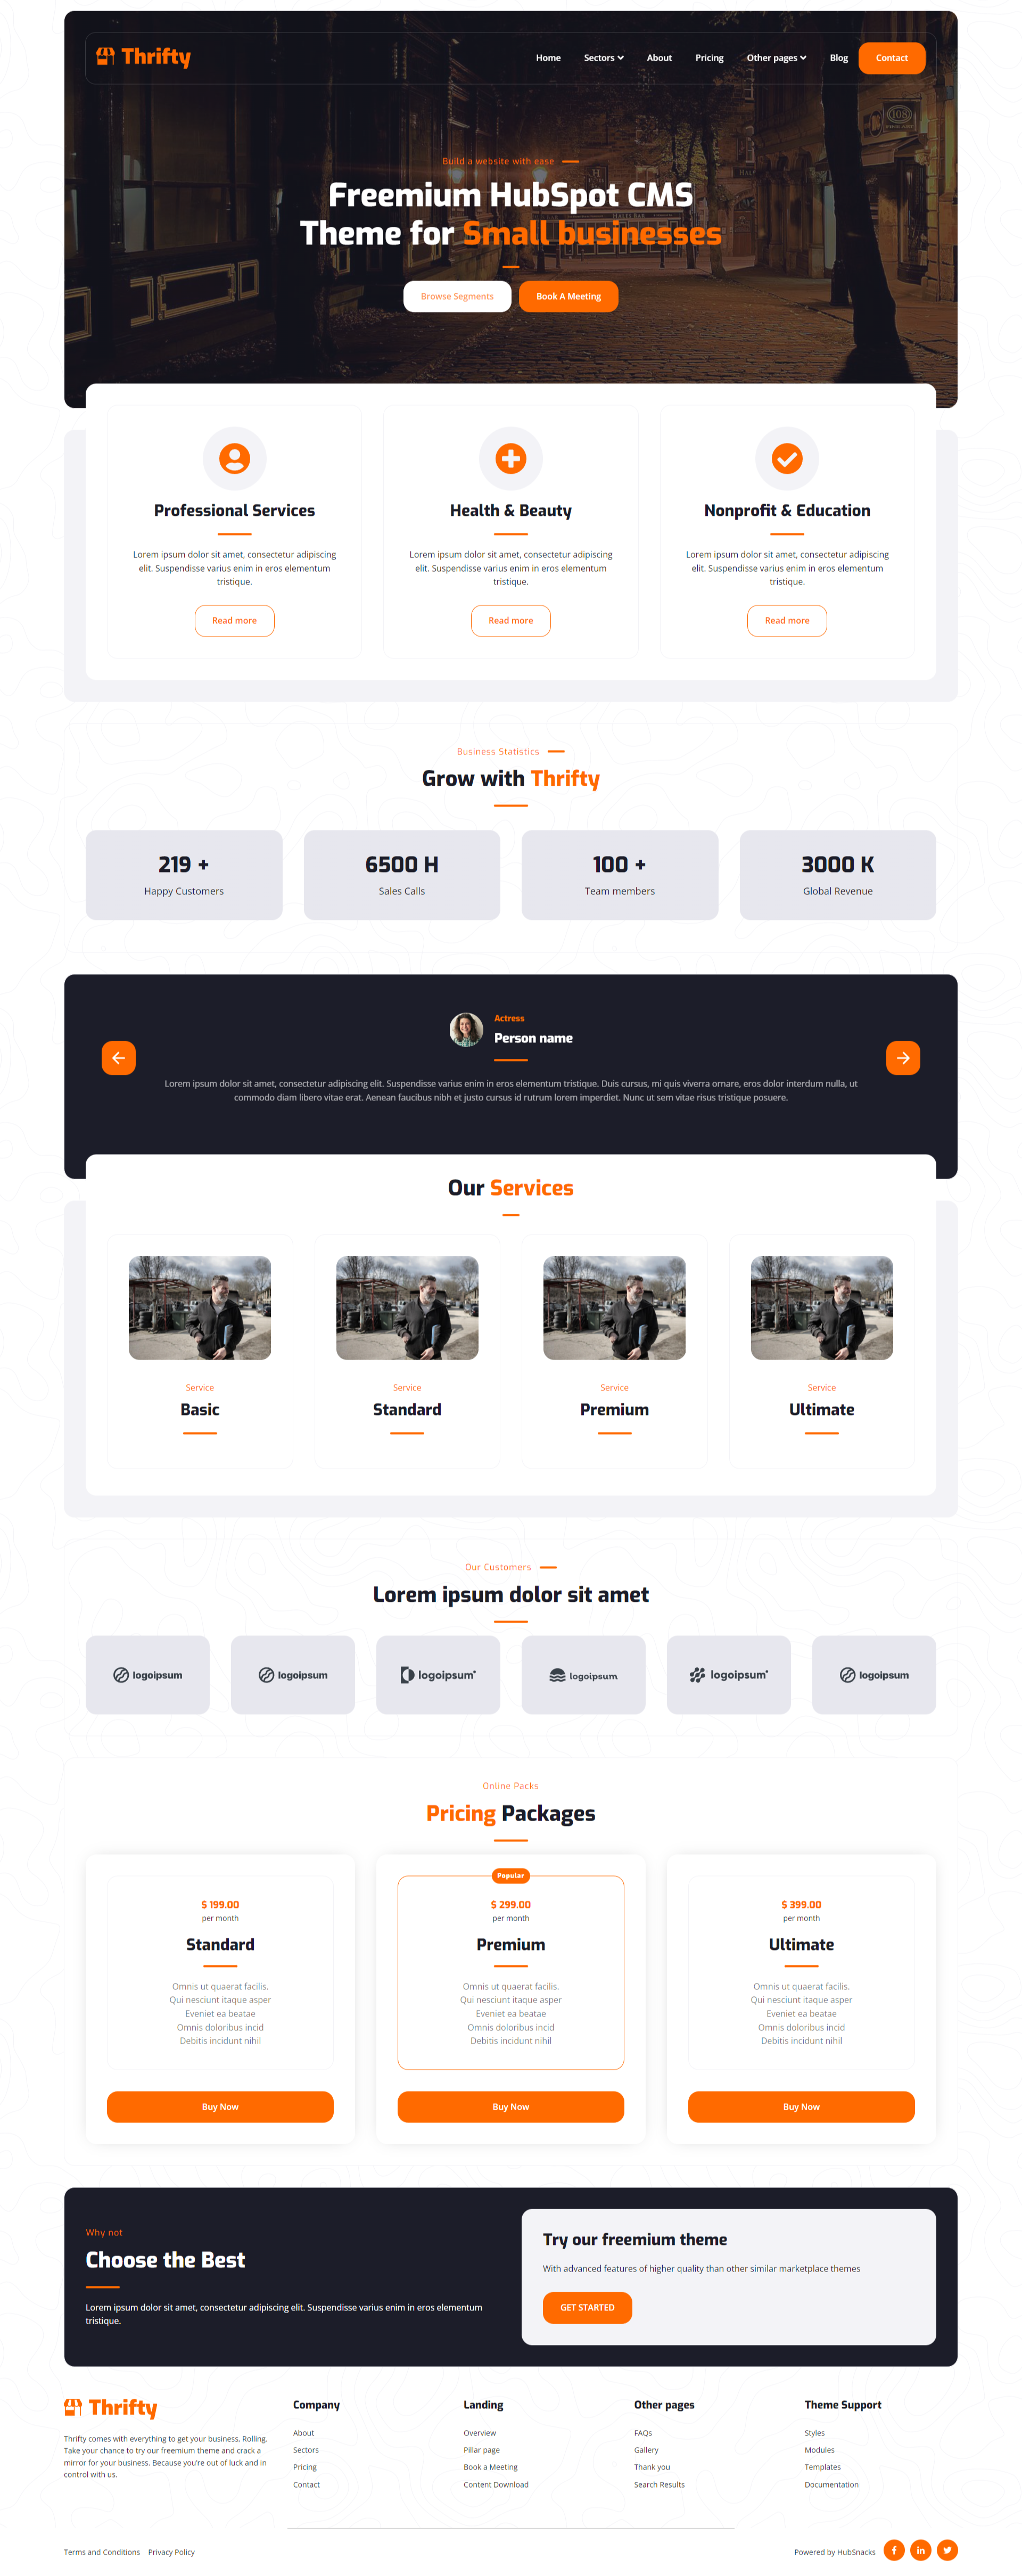 Thrifty
Home Sectors About Pricing Other pages Blog Contact
108
Build a website with ease
Freemium HubSpot CMS
Theme for Small businesses
Browse Segments Book A Meeting
Professional Services
Lorem ipsum dolor sit amet, consectetur adipiscing
elit. Suspendisse varius enim in eros elementum
tristique.
Read more
Health & Beauty
Lorem ipsum dolor sit amet, consectetur adipiscing
elit. Suspendisse varius enim in eros elementum
tristique.
Read more
Nonprofit & Education
Lorem ipsum dolor sit amet, consectetur adipiscing
elit. Suspendisse varius enim in eros elementum
tristique.
Read more
Business Statistics
Grow with Thrifty
219 +
Happy Customers
6500 H
Sales Calls
100 +
Team members
3000 K
Global Revenue
Actress
Person name
Lorem ipsum dolor sit amet, consectetur adipiscing elit. Suspendisse varius enim in eros elementum tristique. Duis cursus, mi quis viverra ornare, eros dolor interdum nulla, ut
commodo diam libero vitae erat. Aenean faucibus nibh et justo cursus id rutrum lorem imperdiet. Nunc ut sem vitae risus tristique posuere.
Our Services
Service
Basic
Service
Standard
Service
Premium
Service
Ultimate
Our Customers
Lorem ipsum dolor sit amet
logoipsum
logoipsum
logoipsum
logoipsum
logoipsum
logoipsum
Online Packs
Pricing Packages
$ 199.00
per month
Standard
Omnis ut quaerat facilis.
Qui nesciunt itaque asper
Eveniet ea beatae
Omnis doloribus incid
Debitis incidunt nihil
Buy Now
Popular
$ 299.00
per month
Premium
Omnis ut quaerat facilis.
Qui nesciunt itaque asper
Eveniet ea beatae
Omnis doloribus incid
Debitis incidunt nihil
Buy Now
$ 399.00
per month
Ultimate
Omnis ut quaerat facilis.
Qui nesciunt itaque asper
Eveniet ea beatae
Omnis doloribus incid
Debitis incidunt nihil
Buy Now
Why not
Choose the Best
Lorem ipsum dolor sit amet, consectetur adipiscing elit. Suspendisse varius enim in eros elementum
tristique.
Try our freemium theme
With advanced features of higher quality than other similar marketplace themes
GET STARTED
Thrifty
Thrifty comes with everything to get your business, Rolling.
Take your chance to try our freemium theme and crack a
mirror for your business. Because you're out of luck and in
control with us.
Company
About
Sectors
Pricing
Contact
Landing
Overview
Pillar page
Book a Meeting
Content Download
Other pages
FAQs
Gallery
Thank you
Search Results
Theme Support
Styles
Modules
Templates
Documentation
Terms and Conditions Privacy Policy
Powered by HubSnacks